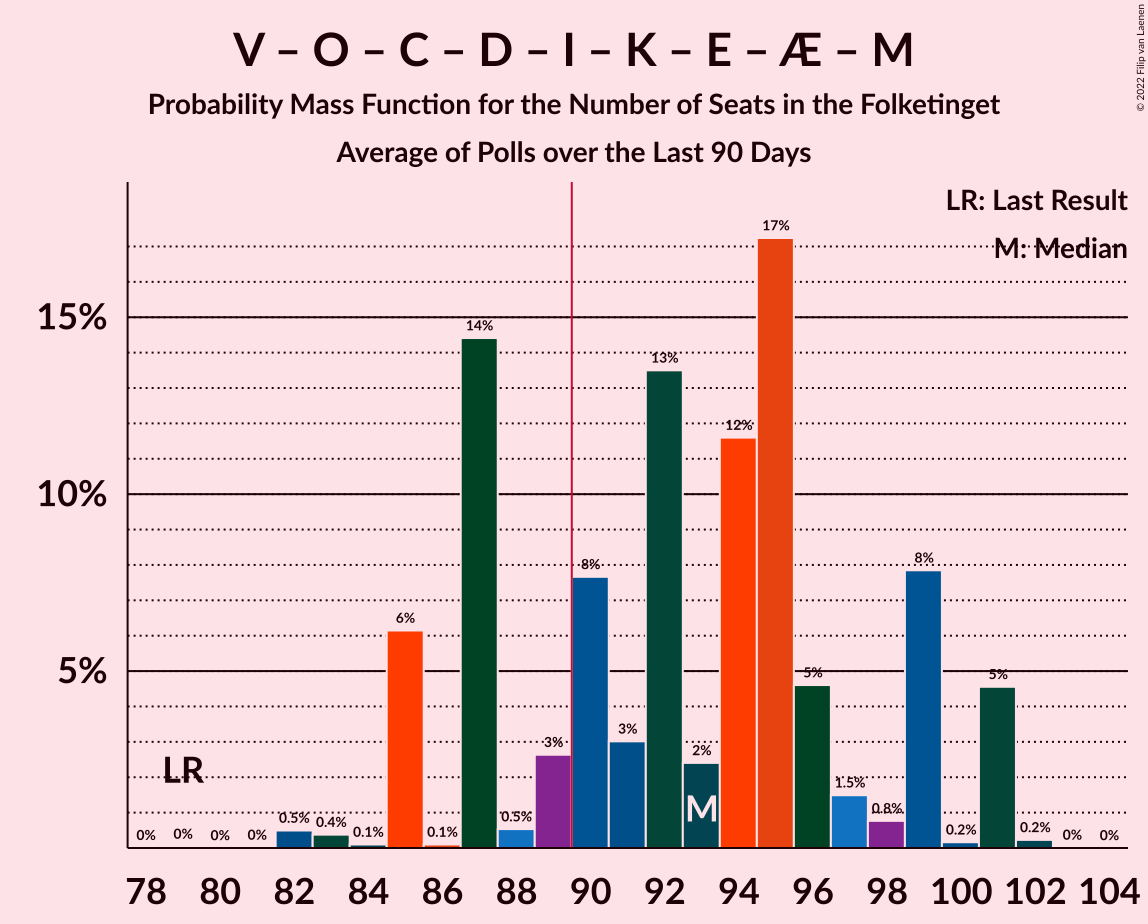 V – O – C – D – I – K – E – Æ – M
Probability Mass Function for the Number of Seats in the Folketinget
Average of Polls over the Last 90 Days
© 2022 Filip van Laenen
LR: Last Result
M: Median
15%
10%
5%
0% 0% 0% 0% 0.5% 0.4% 0.1% 6% 0.1% 14% 0.5% 3% 8% 3% 13% 2% 12% 17% 5% 1.5% 0.8% 8% 0.2% 5% 0.2% 0% 0%
LR
M
78 80 82 84 86 88 90 92 94 96 98 100 102 104